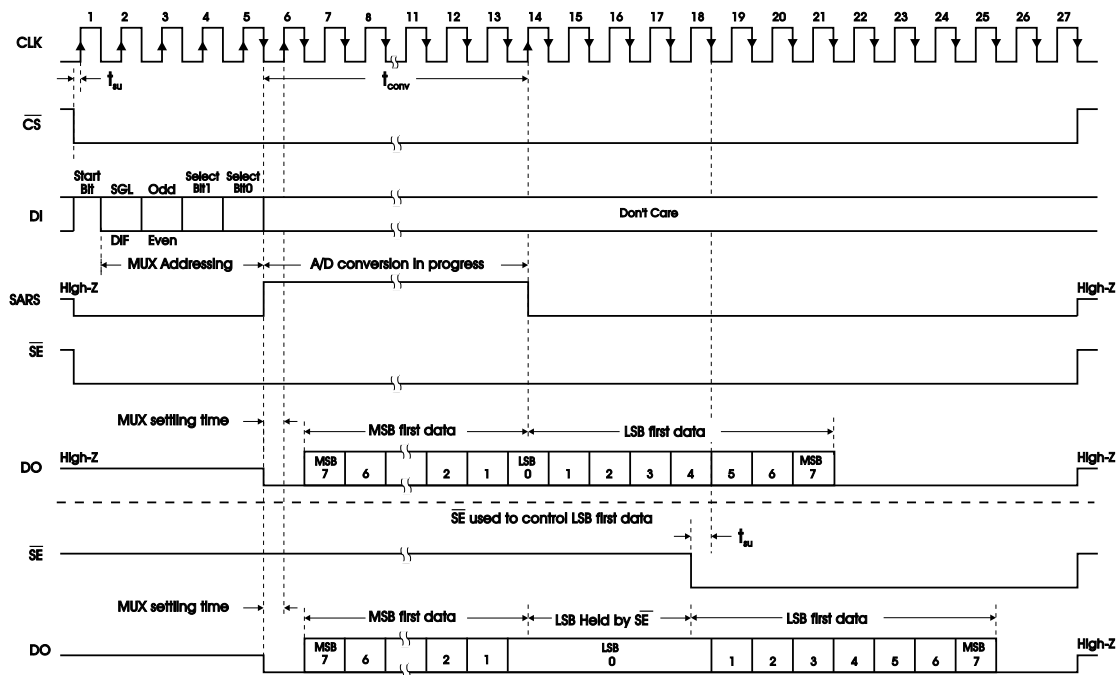 1 2 3 4 5 6 7 8 11 12 13 14 15 16 17 18 19 20 21 22 23 24 25 26 27
CLK
tsu
tconv
CS
Start Bit SGL Odd Select Bit1 Select Bit0
DI
Don't Care
DIF Even
MUX Addressing A/D conversion in progress
High-Z High-Z
SARS
SE
MUX settling time
MSB first data LSB first data
High-Z High-Z
DO
MSB 7 6 2 1 LSB 0 1 2 3 4 5 6 MSB 7
SE used to control LSB first data
tsu
SE
MUX settling time
MSB first data LSB Held by SE LSB first data
DO High-Z
MSB 7 6 2 1 LSB 0 1 2 3 4 5 6 MSB 7